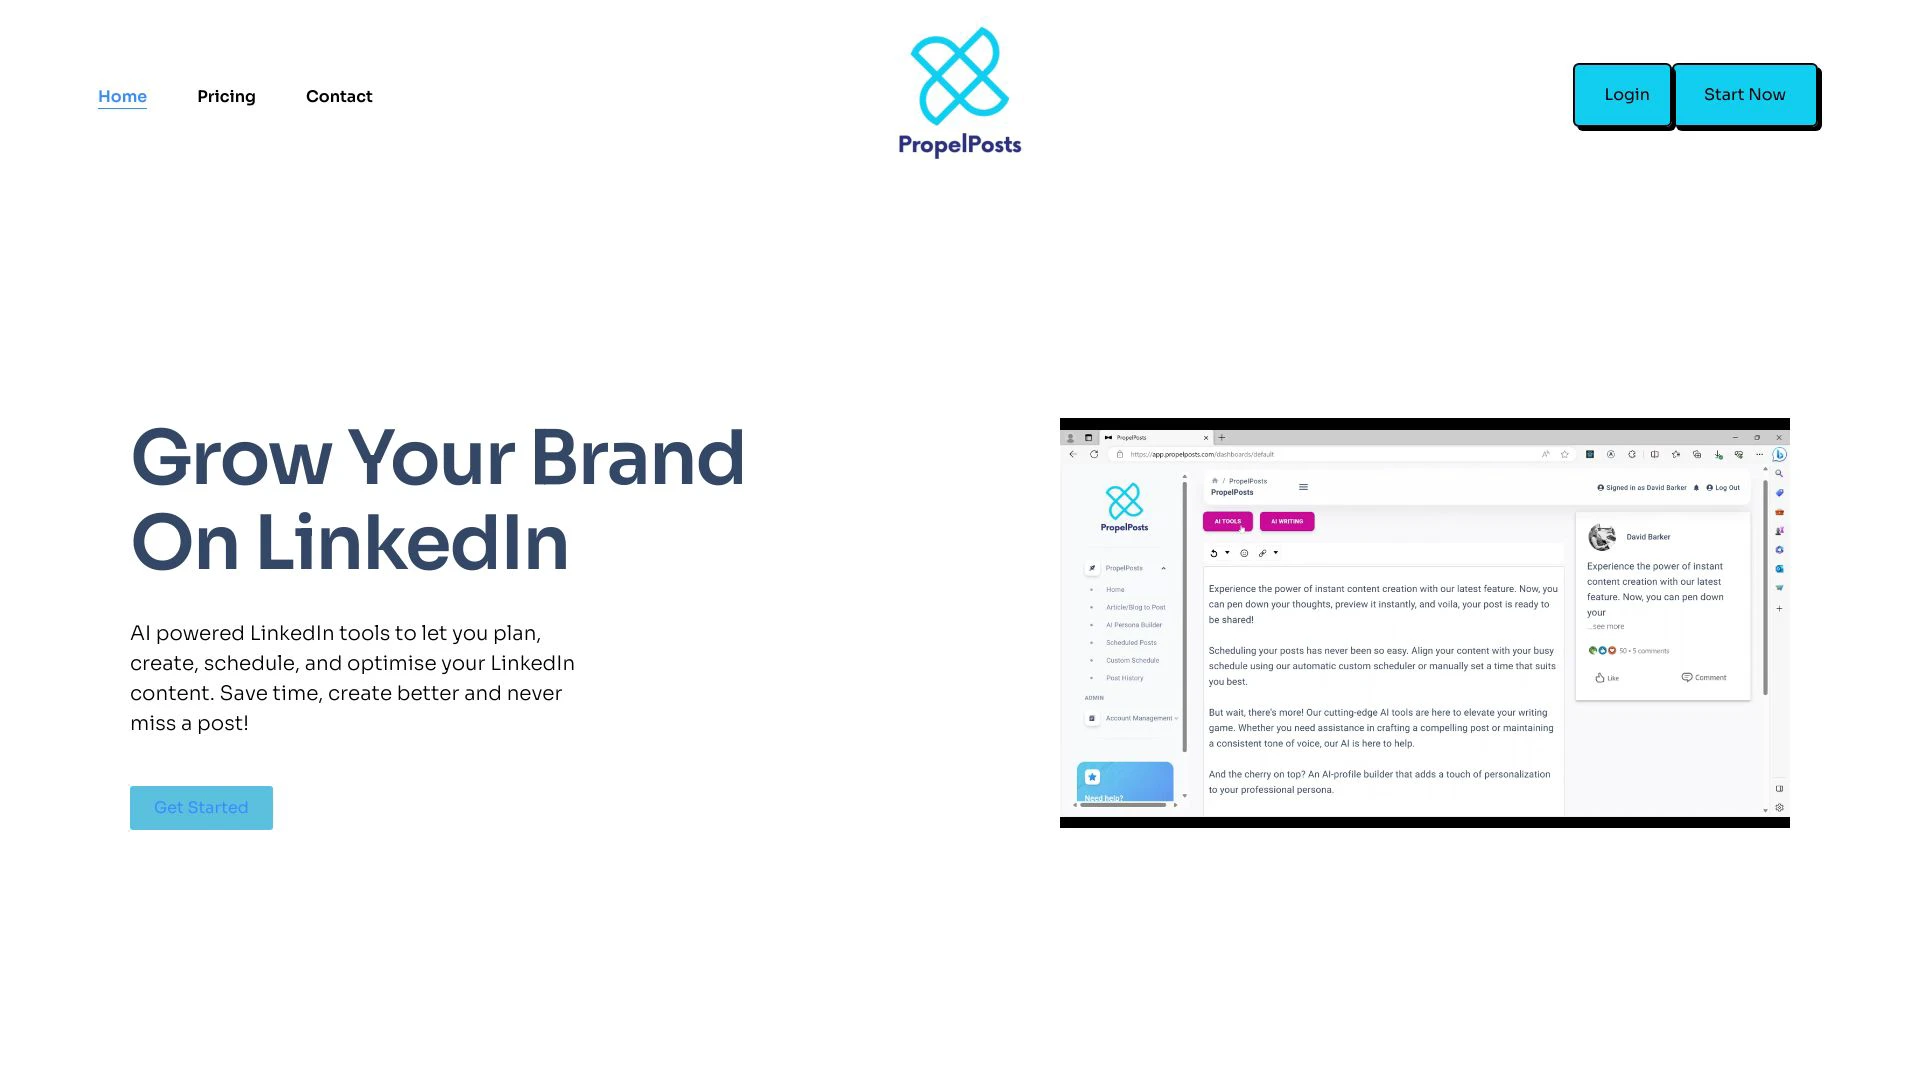 Home
Pricing
Contact
PropelPosts
Login
Start Now
Grow Your Brand
On LinkedIn
AI powered LinkedIn tools to let you plan,
create, schedule, and optimise your LinkedIn
content. Save time, create better and never
miss a post!
Get Started
PropelPosts
https://app.propelposts.com/dashboards/default
PropelPosts
PropelPosts
Home
Article/Blog to Post
AI Persona Builder
Scheduled Posts
Custom Schedule
Post History
ADMIN
Account Management
Need help?
/ PropelPosts
PropelPosts
Signed in as David Barker
Log Out
AI TOOLS
AI WRITING
Experience the power of instant content creation with our latest feature. Now, you
can pen down your thoughts, preview it instantly, and voila, your post is ready to
be shared!
Scheduling your posts has never been so easy. Align your content with your busy
schedule using our automatic custom scheduler or manually set a time that suits
you best.
But wait, there's more! Our cutting-edge AI tools are here to elevate your writing
game. Whether you need assistance in crafting a compelling post or maintaining
a consistent tone of voice, our AI is here to help.
And the cherry on top? An AI-profile builder that adds a touch of personalization
to your professional persona.
David Barker
Experience the power of instant
content creation with our latest
feature. Now, you can pen down
your
...see more
50 • 5 comments
Like
Comment